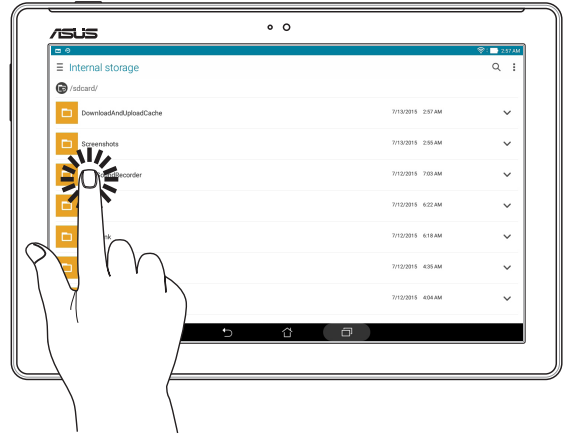 ASUS
2:57 AM
Internal storage
/sdcard/
DownloadAndUploadCache 7/13/2015 2:57 AM
Screenshots 7/13/2015 2:55 AM
Recorder 7/12/2015 7:03 AM
7/12/2015 6:22 AM
7/12/2015 6:18 AM
7/12/2015 4:35 AM
7/12/2015 4:04 AM